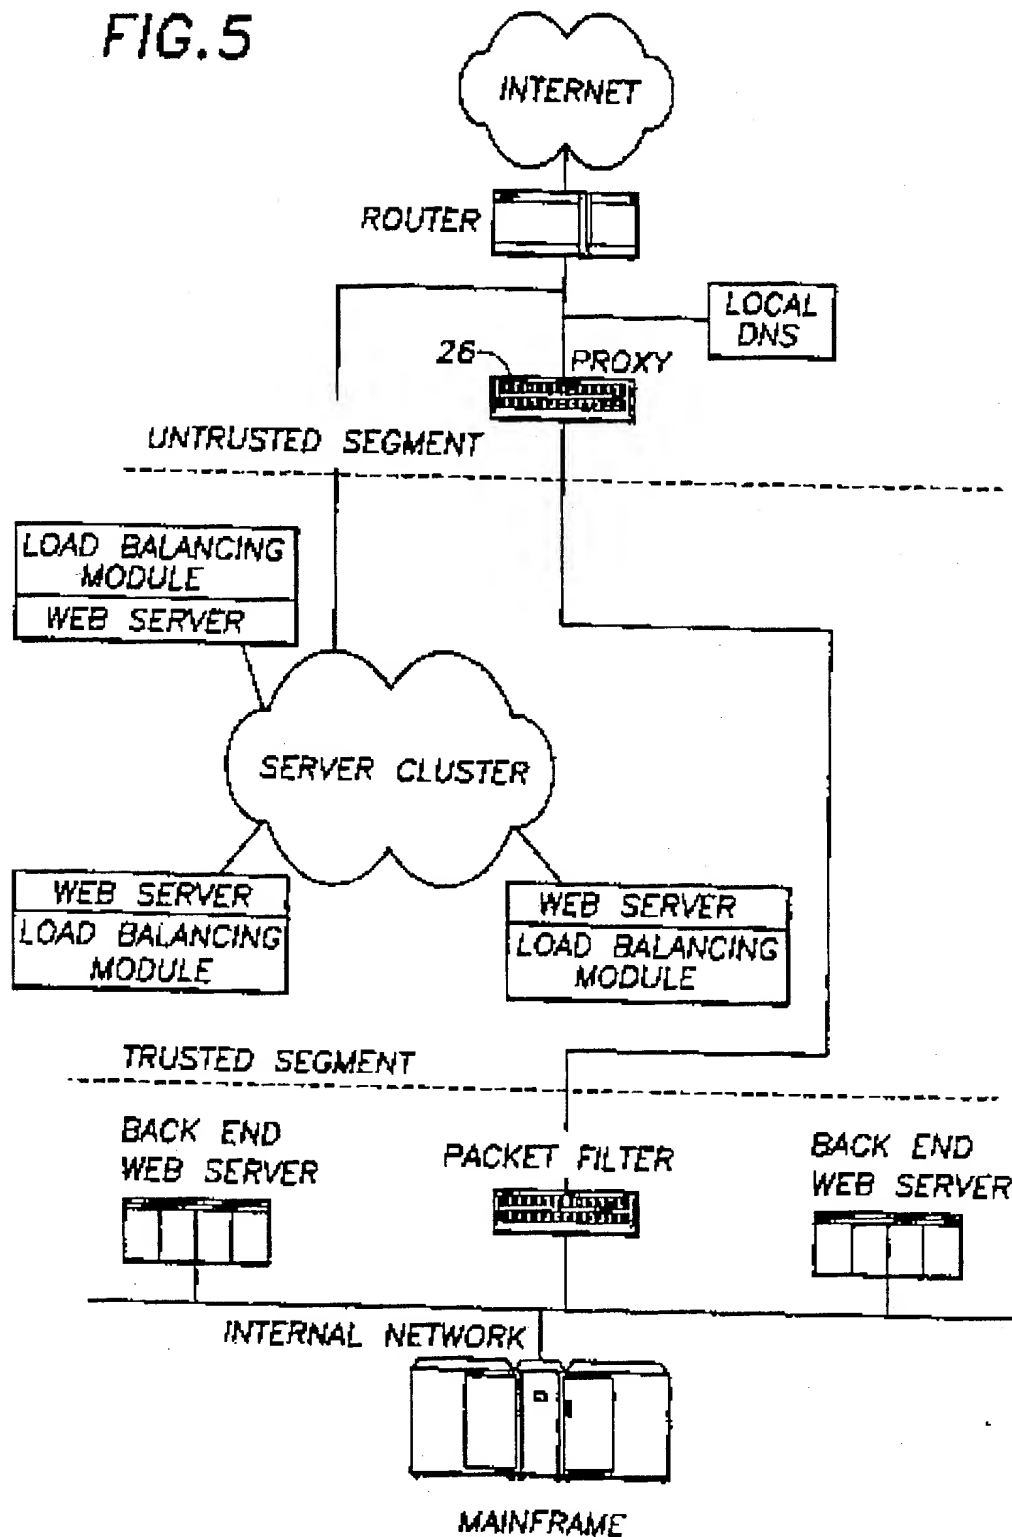 FIG. 5
INTERNET
ROUTER
LOCAL
DNS
26
PROXY
UNTRUSTED SEGMENT
LOAD BALANCING
MODULE
WEB SERVER
SERVER CLUSTER
WEB SERVER
LOAD BALANCING
MODULE
WEB SERVER
LOAD BALANCING
MODULE
TRUSTED SEGMENT
BACK END
WEB SERVER
PACKET FILTER
BACK END
WEB SERVER
INTERNAL NETWORK
MAINFRAME